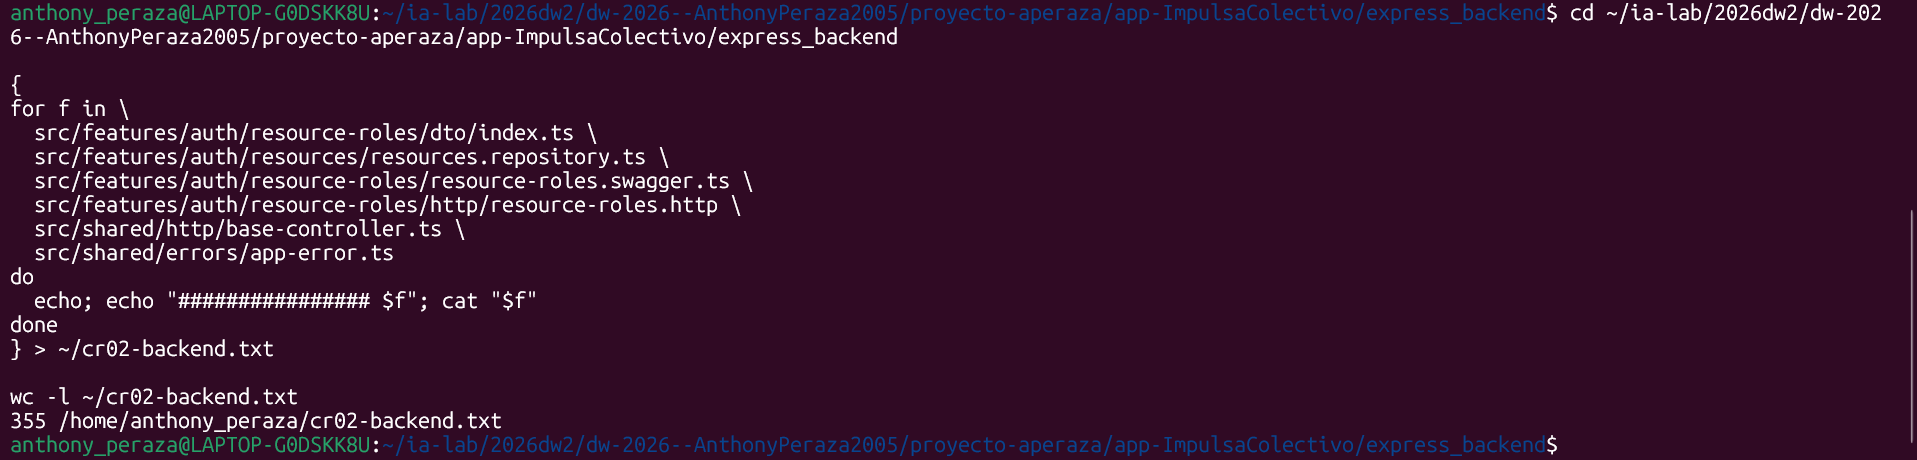 anthony_peraza@LAPTOP-G0DSKK8U:~/ia-lab/2026dw2/dw-2026--AnthonyPeraza2005/proyecto-aperaza/app-ImpulsaColectivo/express_backend$ cd ~/ia-lab/2026dw2/dw-202
6--AnthonyPeraza2005/proyecto-aperaza/app-ImpulsaColectivo/express_backend

{
for f in \
  src/features/auth/resource-roles/dto/index.ts \
  src/features/auth/resources/resources.repository.ts \
  src/features/auth/resource-roles/resource-roles.swagger.ts \
  src/features/auth/resource-roles/http/resource-roles.http \
  src/shared/http/base-controller.ts \
  src/shared/errors/app-error.ts
do
  echo; echo "################ $f"; cat "$f"
done
} > ~/cr02-backend.txt

wc -l ~/cr02-backend.txt
355 /home/anthony_peraza/cr02-backend.txt
anthony_peraza@LAPTOP-G0DSKK8U:~/ia-lab/2026dw2/dw-2026--AnthonyPeraza2005/proyecto-aperaza/app-ImpulsaColectivo/express_backend$